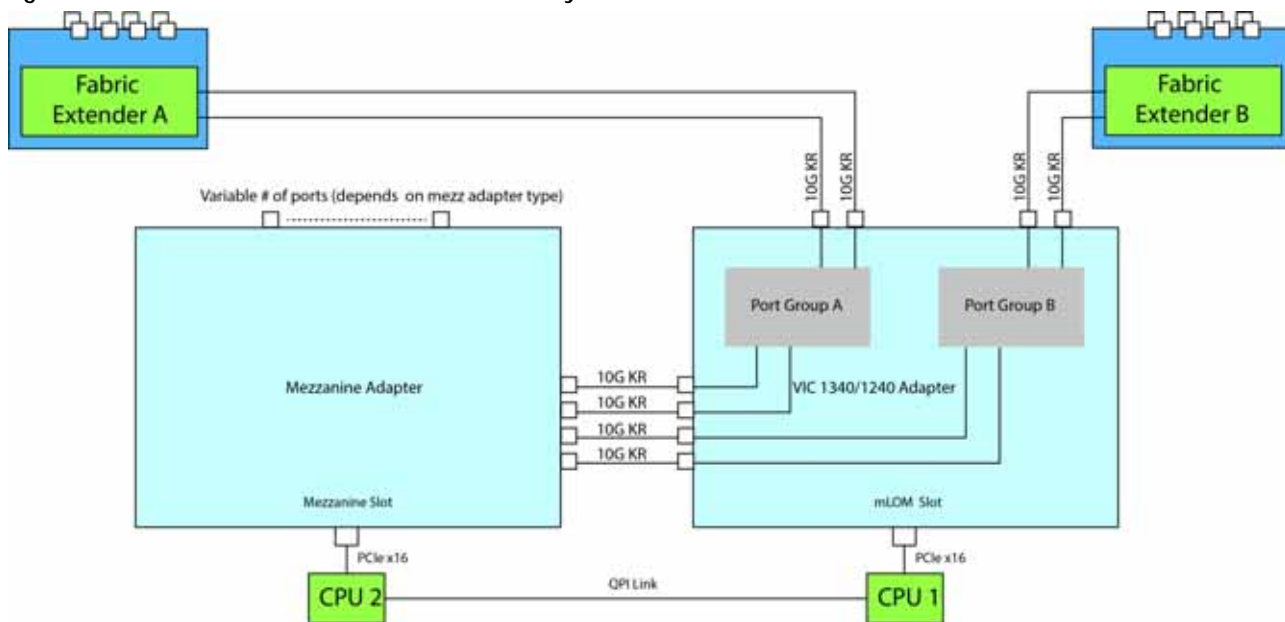 Fabric
Extender A
Fabric
Extender B
10G KR
10G KR
10G KR
10G KR
Variable # of ports (depends on mezz adapter type)
Port Group A
Port Group B
Mezzanine Adapter
VIC 1340/1240 Adapter
10G KR
10G KR
10G KR
10G KR
Mezzanine Slot
mLOM Slot
PCIe x16
PCIe x16
QPI Link
CPU 2
CPU 1